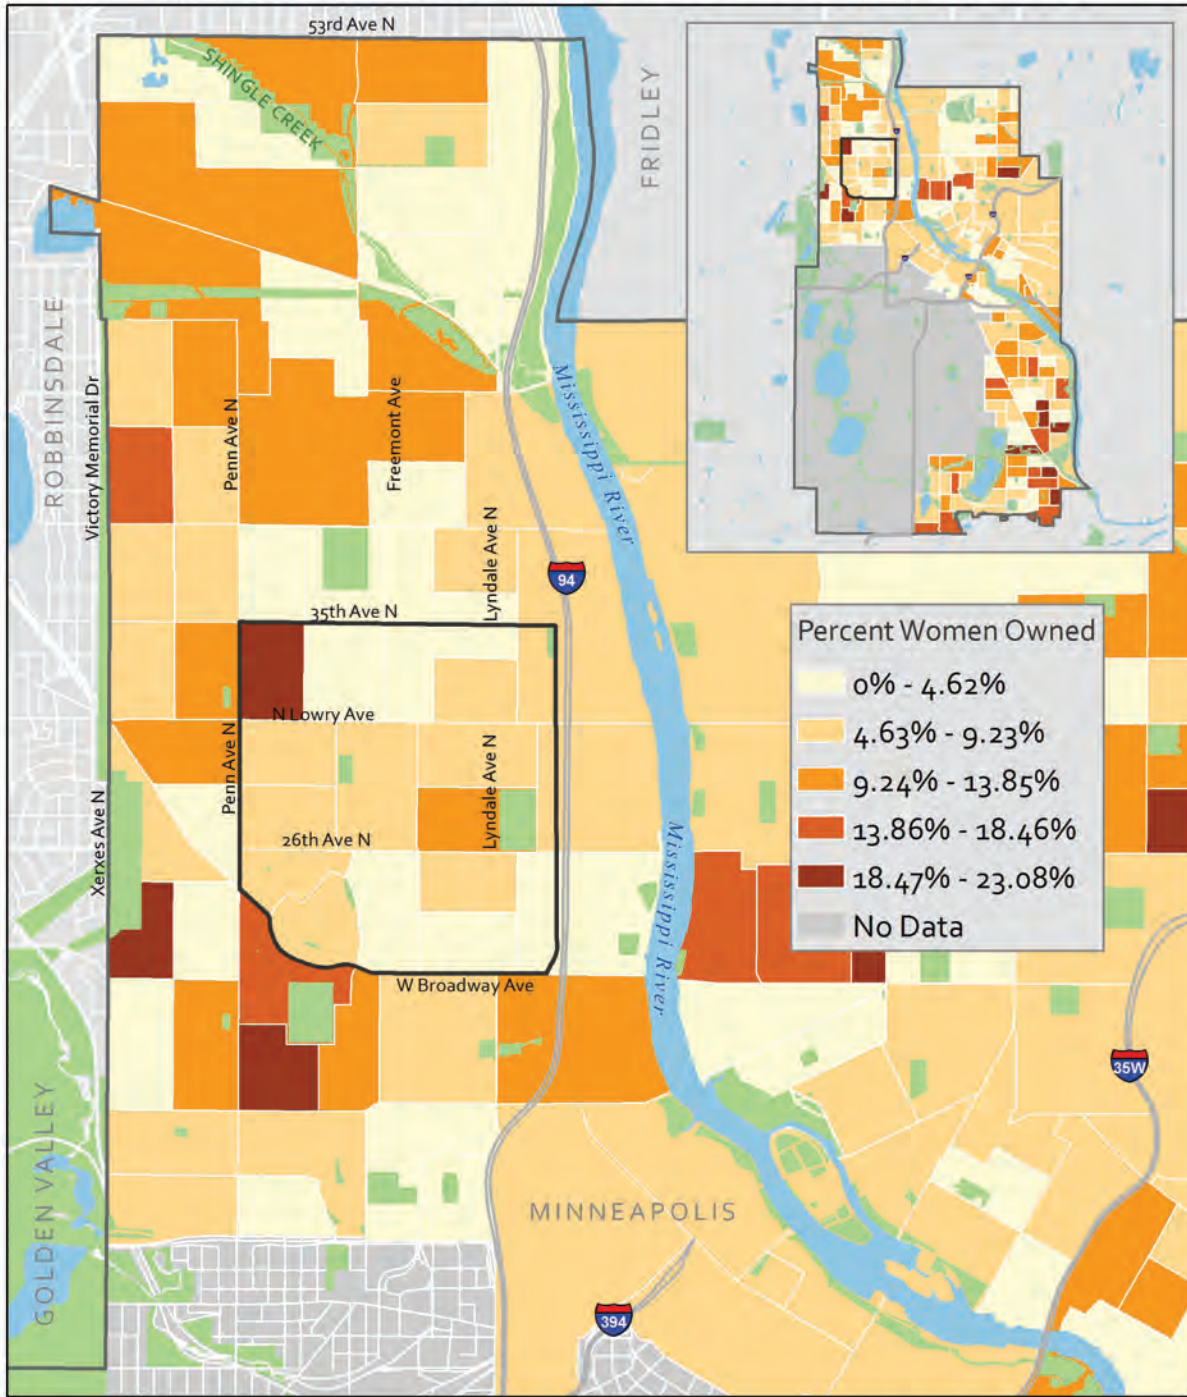 53rd Ave N
SHINGLE CREEK
FRIDLEY
ROBBINSDALE
Victory Memorial Dr
Penn Ave N
Freemont Ave
Mississippi River
Lyndale Ave N
94
35th Ave N
Percent Women Owned
0% - 4.62%
4.63% - 9.23%
9.24% - 13.85%
13.86% - 18.46%
18.47% - 23.08%
No Data
N Lowry Ave
Penn Ave N
Lyndale Ave N
Xerxes Ave N
26th Ave N
Mississippi River
W Broadway Ave
35W
GOLDEN VALLEY
MINNEAPOLIS
394